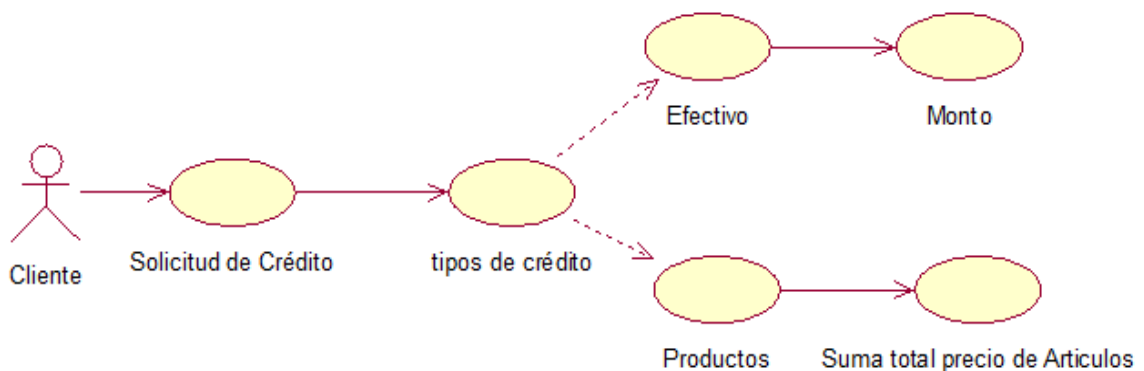 Efectivo
Monto
Cliente
Solicitud de Crédito
tipos de crédito
Productos
Suma total precio de Articulos